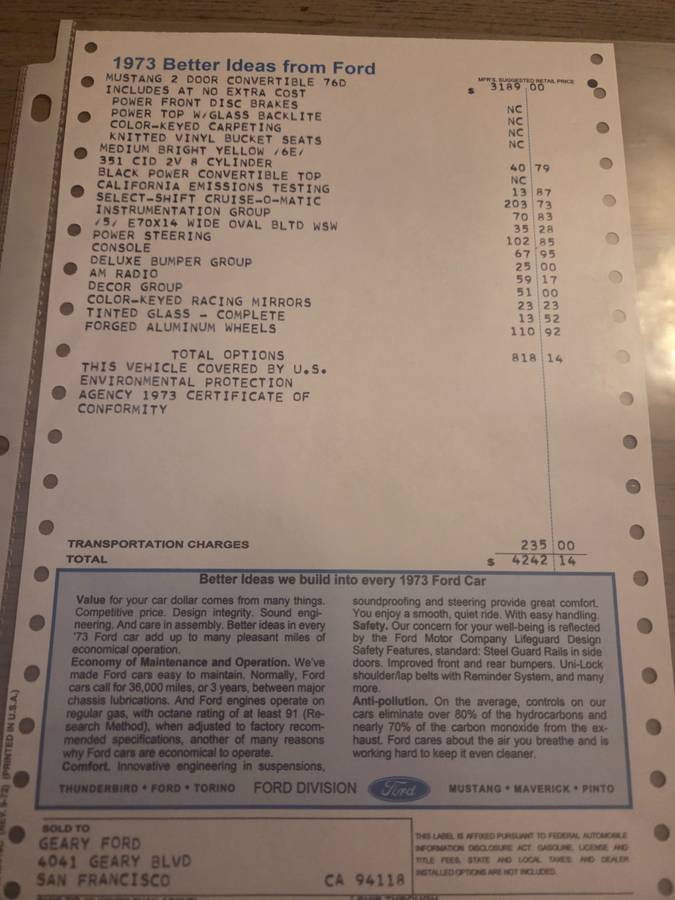 1973 Better Ideas from Ford
MFR'S. SUGGESTED RETAIL PRICE
MUSTANG 2 DOOR CONVERTIBLE 76D $ 3189.00
INCLUDES AT NO EXTRA COST
POWER FRONT DISC BRAKES NC
POWER TOP W/GLASS BACKLITE NC
COLOR-KEYED CARPETING NC
KNITTED VINYL BUCKET SEATS NC
MEDIUM BRIGHT YELLOW /6E/
351 CID 2V 8 CYLINDER 40 79
BLACK POWER CONVERTIBLE TOP NC
CALIFORNIA EMISSIONS TESTING 13 87
SELECT-SHIFT CRUISE-O-MATIC 203 73
INSTRUMENTATION GROUP 70 83
/5/ E70X14 WIDE OVAL BLTD WSW 35 28
POWER STEERING 102 85
CONSOLE 67 95
DELUXE BUMPER GROUP 25 00
AM RADIO 59 17
DECOR GROUP 51 00
COLOR-KEYED RACING MIRRORS 23 23
TINTED GLASS - COMPLETE 13 52
FORGED ALUMINUM WHEELS 110 92
TOTAL OPTIONS 818 14
THIS VEHICLE COVERED BY U.S.
ENVIRONMENTAL PROTECTION
AGENCY 1973 CERTIFICATE OF
CONFORMITY
TRANSPORTATION CHARGES 235 00
TOTAL $ 4242 14
Better Ideas we build into every 1973 Ford Car
Value for your car dollar comes from many things.
Competitive price. Design integrity. Sound engi-
neering. And care in assembly. Better ideas in every
'73 Ford car add up to many pleasant miles of
economical operation.
Economy of Maintenance and Operation. We've
made Ford cars easy to maintain. Normally, Ford
cars call for 36,000 miles, or 3 years, between major
chassis lubrications. And Ford engines operate on
regular gas, with octane rating of at least 91 (Re-
search Method), when adjusted to factory recom-
mended specifications, another of many reasons
why Ford cars are economical to operate.
Comfort. Innovative engineering in suspensions,
soundproofing and steering provide great comfort.
You enjoy a smooth, quiet ride. With easy handling.
Safety. Our concern for your well-being is reflected
by the Ford Motor Company Lifeguard Design
Safety Features, standard: Steel Guard Rails in side
doors. Improved front and rear bumpers. Uni-Lock
shoulder/lap belts with Reminder System, and many
more.
Anti-pollution. On the average, controls on our
cars eliminate over 80% of the hydrocarbons and
nearly 70% of the carbon monoxide from the ex-
haust. Ford cares about the air you breathe and is
working hard to keep it even cleaner.
THUNDERBIRD • FORD • TORINO FORD DIVISION Ford MUSTANG • MAVERICK • PINTO
(REV. 9-72) (PRINTED IN U.S.A.)
SOLD TO
GEARY FORD
4041 GEARY BLVD
SAN FRANCISCO CA 94118
THIS LABEL IS AFFIXED PURSUANT TO FEDERAL AUTOMOBILE
INFORMATION DISCLOSURE ACT. GASOLINE, LICENSE AND
TITLE FEES, STATE AND LOCAL TAXES AND DEALER
INSTALLED OPTIONS ARE NOT INCLUDED.